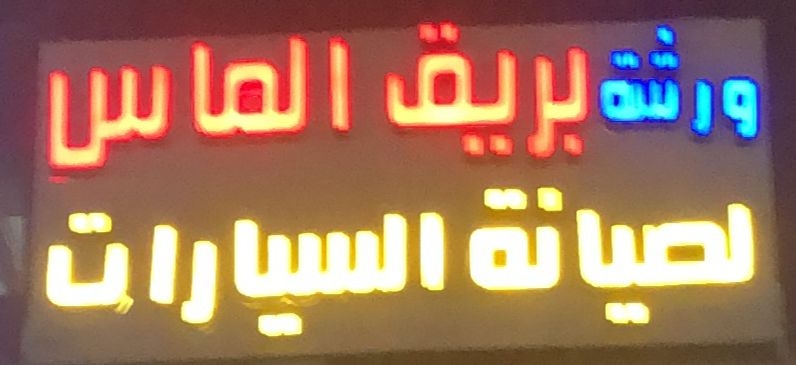 ورشة بريق الماس
لصيانة السيارات